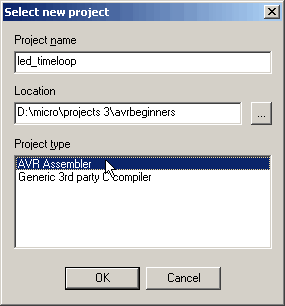 Select new project
Project name
led_timeloop
Location
D:\micro\projects 3\avrbeginners
...
Project type
AVR Assembler
Generic 3rd party C compiler
OK
Cancel